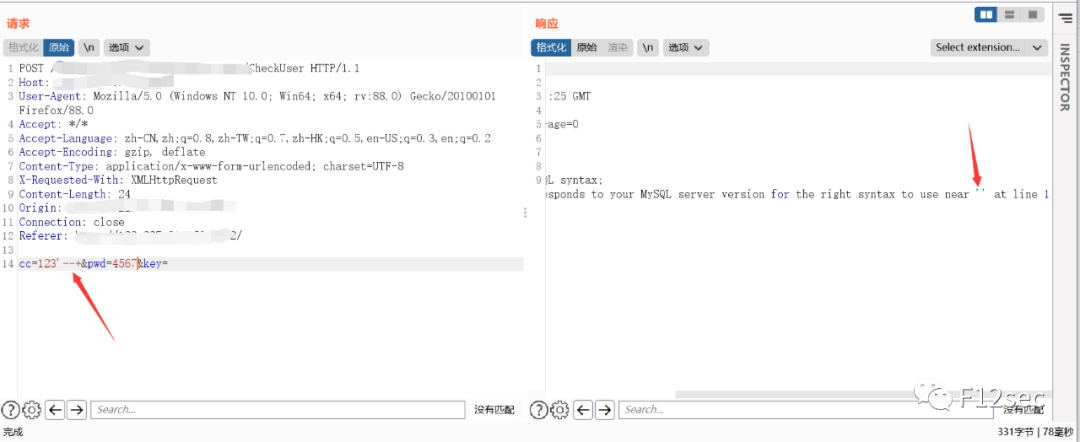 请求
格式化 原始 \n 选项
1 POST / /CheckUser HTTP/1.1
2 Host:
3 User-Agent: Mozilla/5.0 (Windows NT 10.0; Win64; x64; rv:88.0) Gecko/20100101
Firefox/88.0
4 Accept: */*
5 Accept-Language: zh-CN,zh;q=0.8,zh-TW;q=0.7,zh-HK;q=0.5,en-US;q=0.3,en;q=0.2
6 Accept-Encoding: gzip, deflate
7 Content-Type: application/x-www-form-urlencoded; charset=UTF-8
8 X-Requested-With: XMLHttpRequest
9 Content-Length: 24
10 Origin:
11 Connection: close
12 Referer: 2/
13
14 cc=123'--+&pwd=4567&key=
? Search... 没有匹配
完成
响应
格式化 原始 渲染 \n 选项 Select extension...
1
2
3 :25 GMT
4
5 rage=0
6
7
8
9 QL syntax;
esponds to your MySQL server version for the right syntax to use near '' at line 1
? Search... 没有匹配
331字节 | 78毫秒
INSPECTOR
F12sec